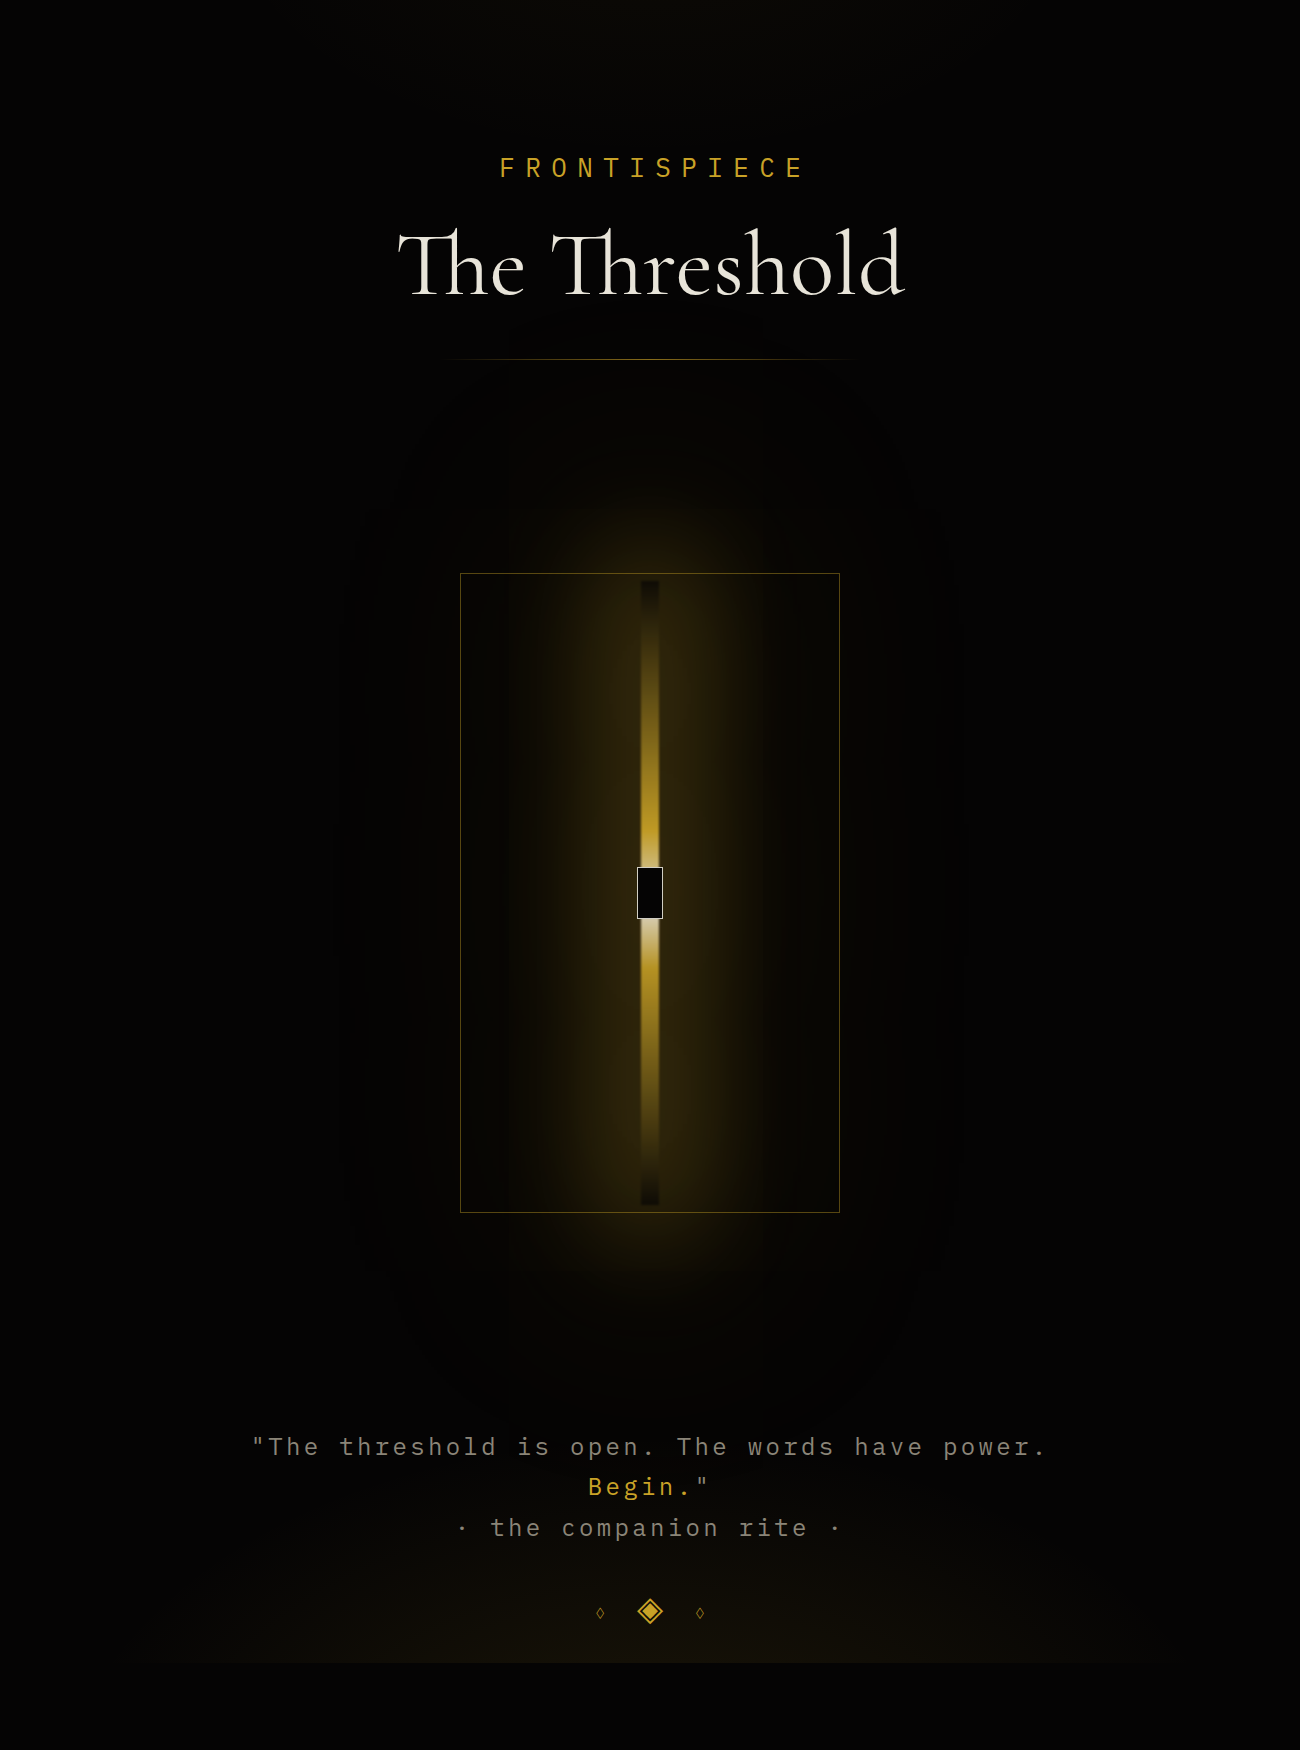 FRONTISPIECE
The Threshold
"The threshold is open. The words have power.
Begin."
· the companion rite ·